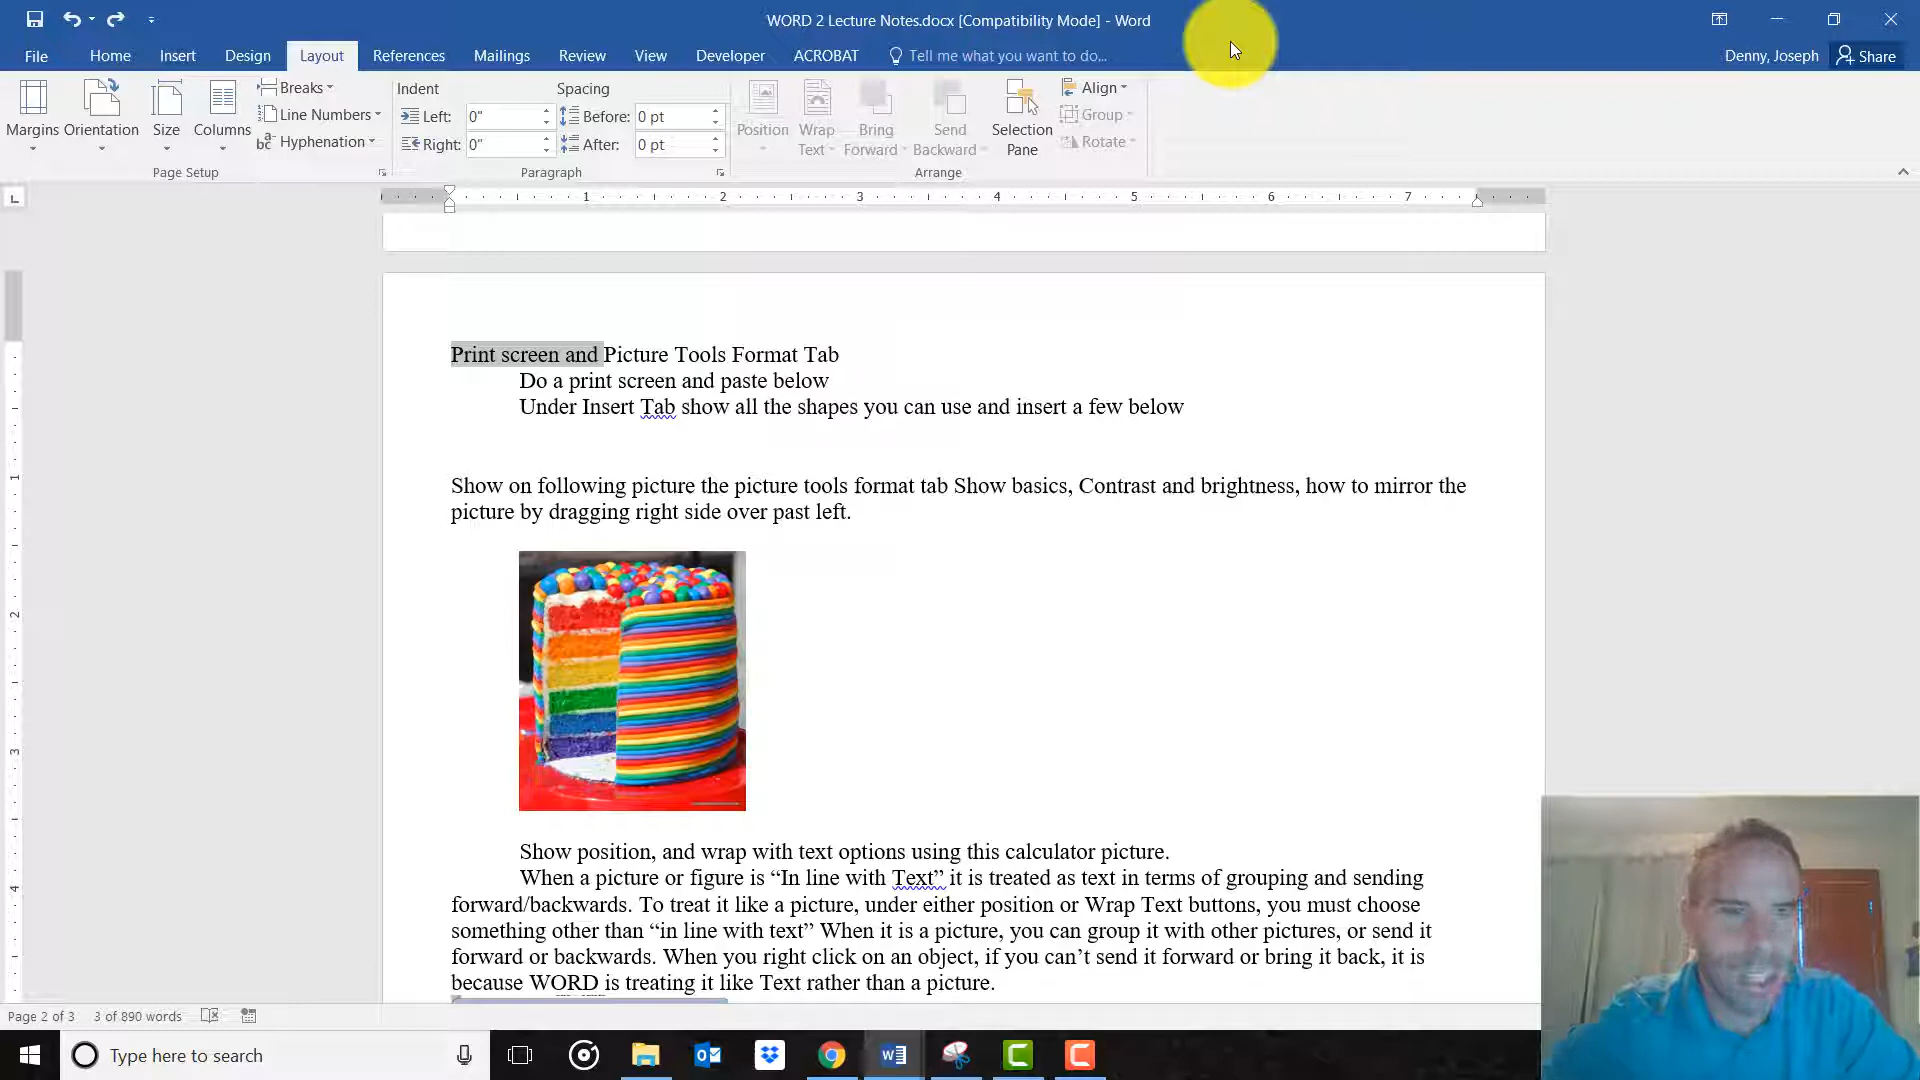 WORD 2 Lecture Notes.docx [Compatibility Mode] - Word
File Home Insert Design Layout References Mailings Review View Developer ACROBAT Tell me what you want to do... Denny, Joseph Share
Margins Orientation Size Columns Breaks Line Numbers Hyphenation
Page Setup
Indent Spacing
Left: 0" Before: 0 pt
Right: 0" After: 0 pt
Paragraph
Position Wrap Text Bring Forward Send Backward Selection Pane Align Group Rotate
Arrange
1 2 3 4 5 6 7
Print screen and Picture Tools Format Tab
Do a print screen and paste below
Under Insert Tab show all the shapes you can use and insert a few below
Show on following picture the picture tools format tab Show basics, Contrast and brightness, how to mirror the
picture by dragging right side over past left.
Show position, and wrap with text options using this calculator picture.
When a picture or figure is “In line with Text” it is treated as text in terms of grouping and sending
forward/backwards. To treat it like a picture, under either position or Wrap Text buttons, you must choose
something other than “in line with text” When it is a picture, you can group it with other pictures, or send it
forward or backwards. When you right click on an object, if you can’t send it forward or bring it back, it is
because WORD is treating it like Text rather than a picture.
1
2
3
4
Page 2 of 3 3 of 890 words
Type here to search